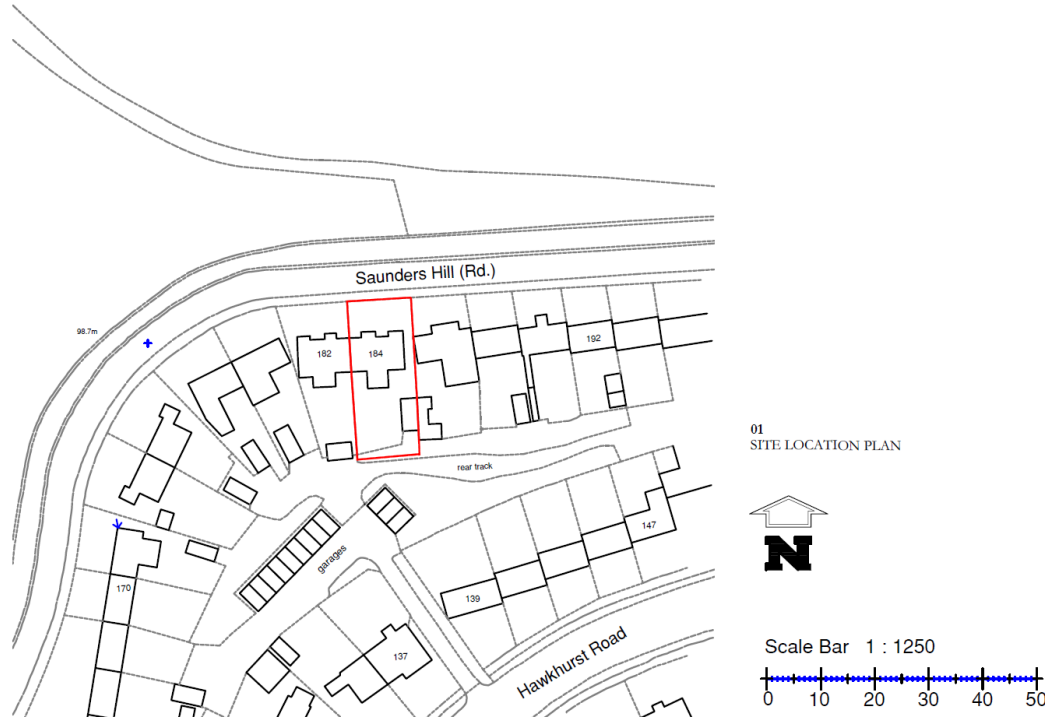 Saunders Hill (Rd.)
98.7m
182
184
192
01
SITE LOCATION PLAN
rear track
147
garages
N
170
139
Hawkhurst Road
137
Scale Bar 1 : 1250
0 10 20 30 40 50